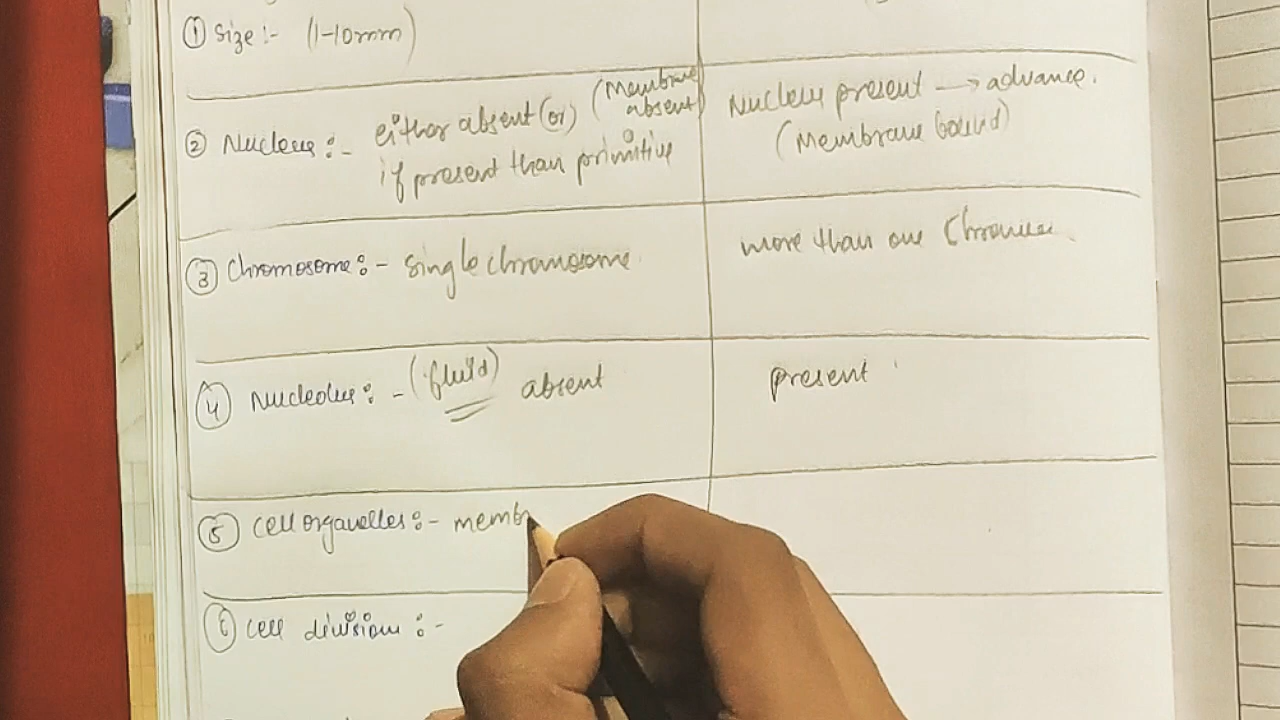 ① Size :- (1-10mm)
② Nucleus :- either absent (or) (Membrane absent)
if present than primitive
Nucleus present → advance.
(Membrane bound)
③ Chromosome :- single chromosome.
more than one
④ Nucleolus :- (fluid) absent
present
⑤ cell organelles :- memb
⑥ cell division :-